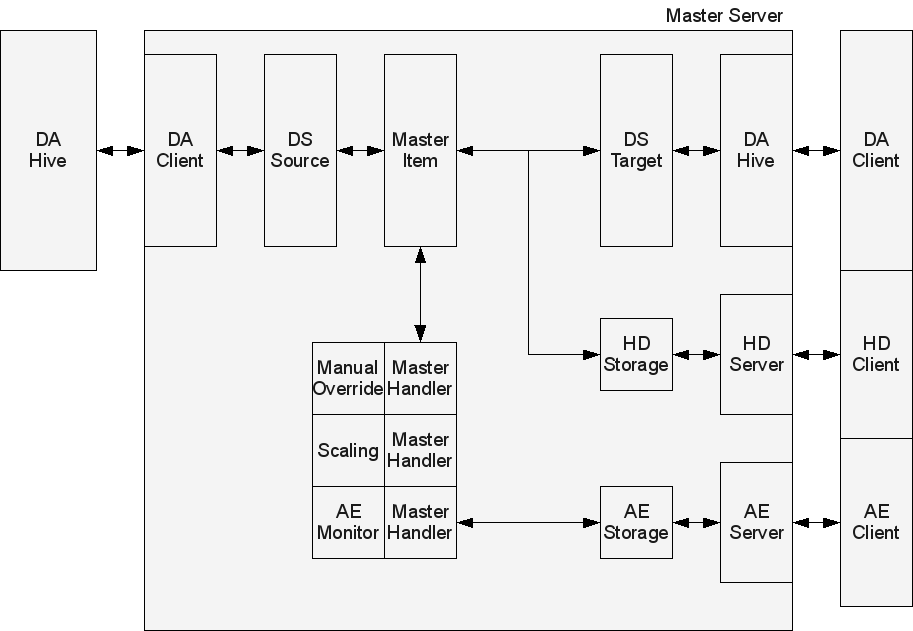 Master Server
DA
Hive
DA
Client
DS
Source
Master
Item
DS
Target
DA
Hive
DA
Client
HD
Storage
HD
Server
HD
Client
Manual
Override
Master
Handler
Scaling
Master
Handler
AE
Monitor
Master
Handler
AE
Storage
AE
Server
AE
Client